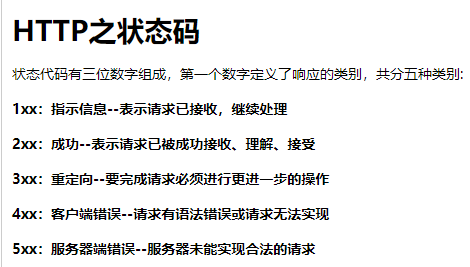 HTTP之状态码
状态代码有三位数字组成，第一个数字定义了响应的类别，共分五种类别:
1xx：指示信息--表示请求已接收，继续处理
2xx：成功--表示请求已被成功接收、理解、接受
3xx：重定向--要完成请求必须进行更进一步的操作
4xx：客户端错误--请求有语法错误或请求无法实现
5xx：服务器端错误--服务器未能实现合法的请求